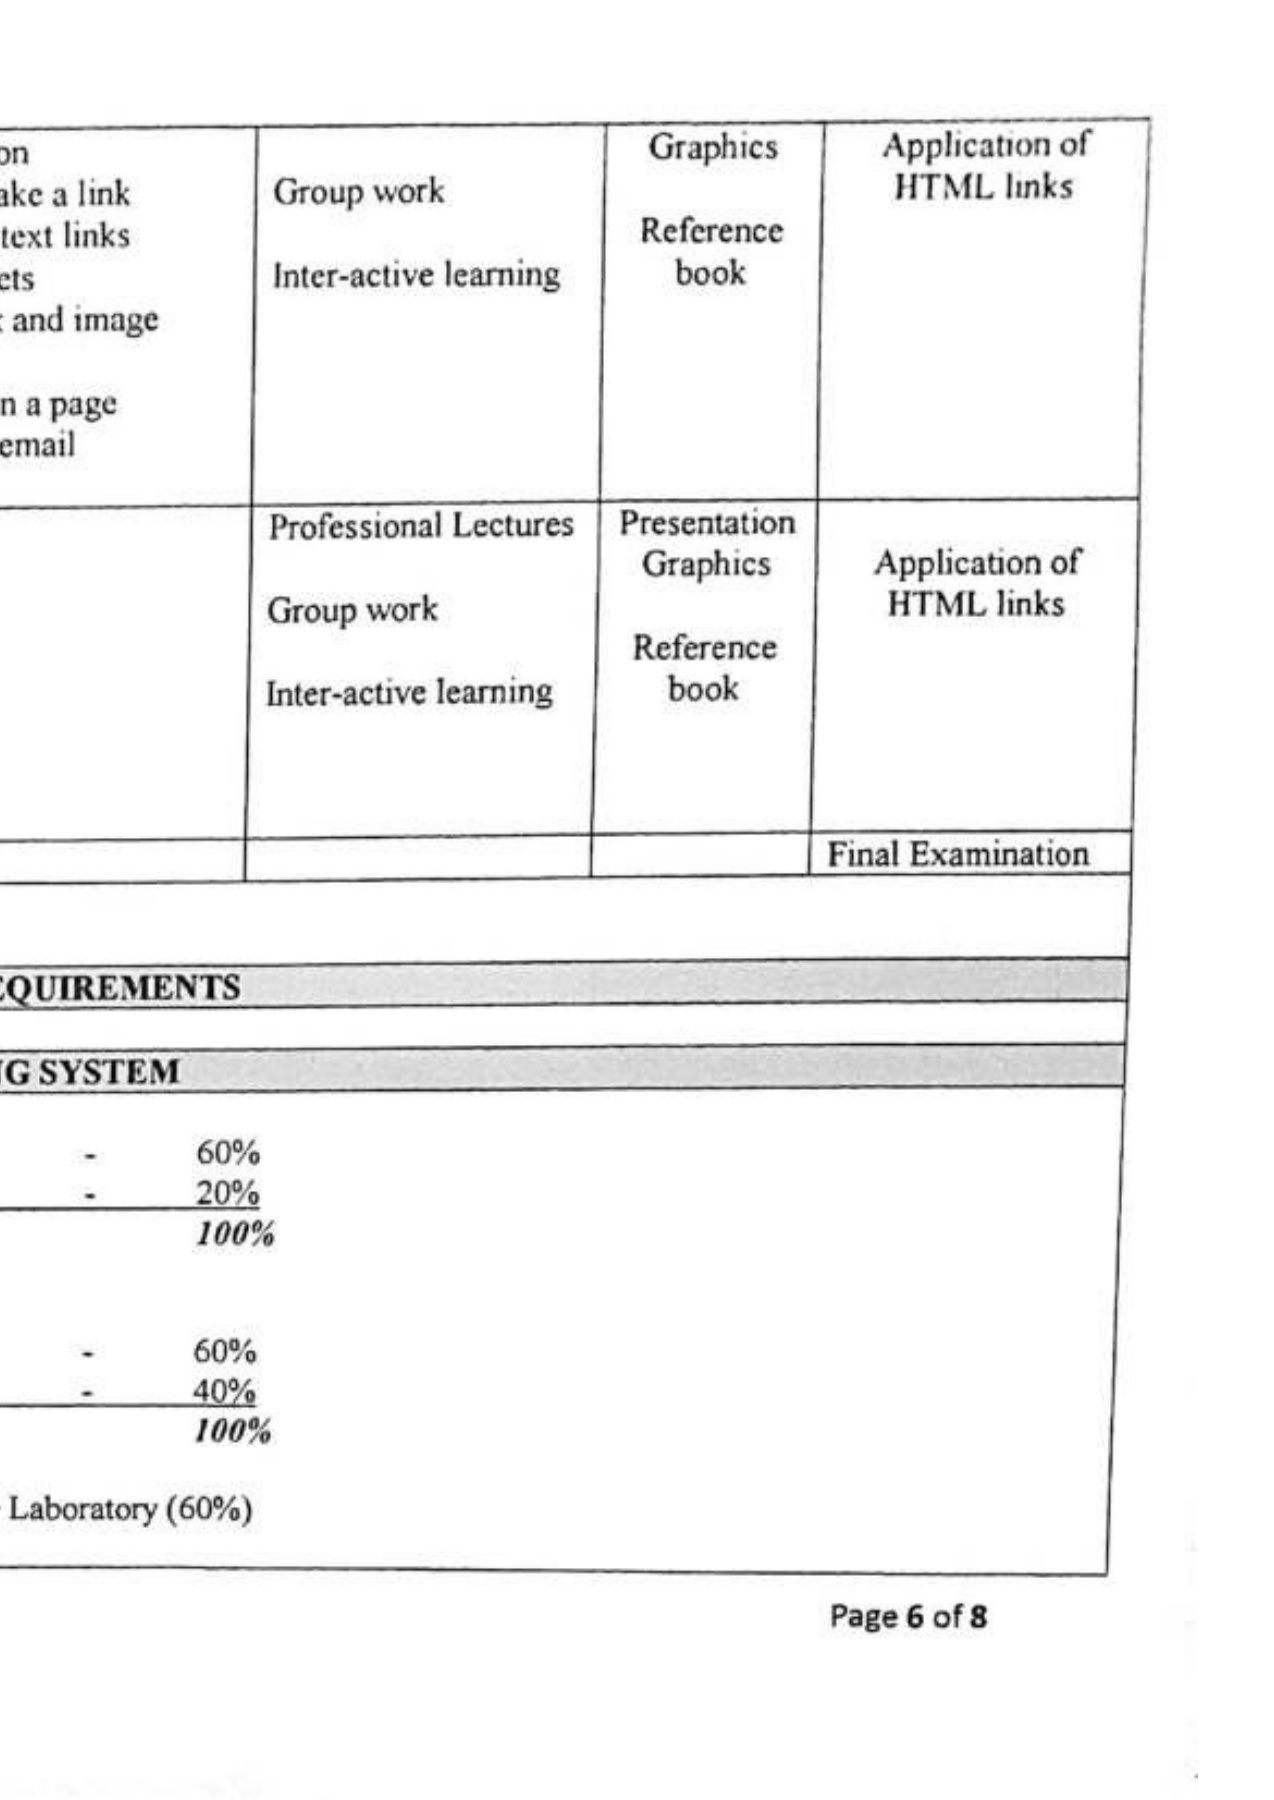 on
ake a link
text links
ets
t and image
n a page
email
Group work
Inter-active learning
Graphics
Reference
book
Application of
HTML links
Professional Lectures
Group work
Inter-active learning
Presentation
Graphics
Reference
book
Application of
HTML links
Final Examination
EQUIREMENTS
NG SYSTEM
- 60%
- 20%
100%
- 60%
- 40%
100%
Laboratory (60%)
Page 6 of 8